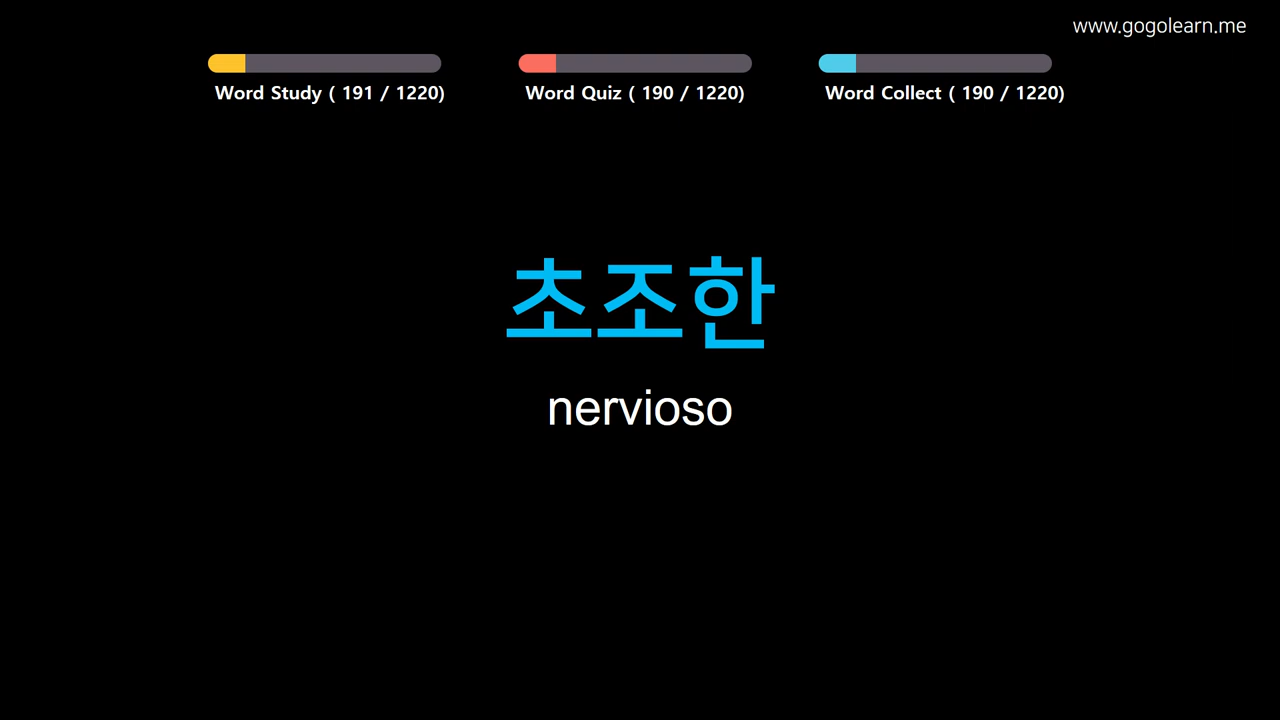 www.gogolearn.me
Word Study ( 191 / 1220)
Word Quiz ( 190 / 1220)
Word Collect ( 190 / 1220)
초조한
nervioso